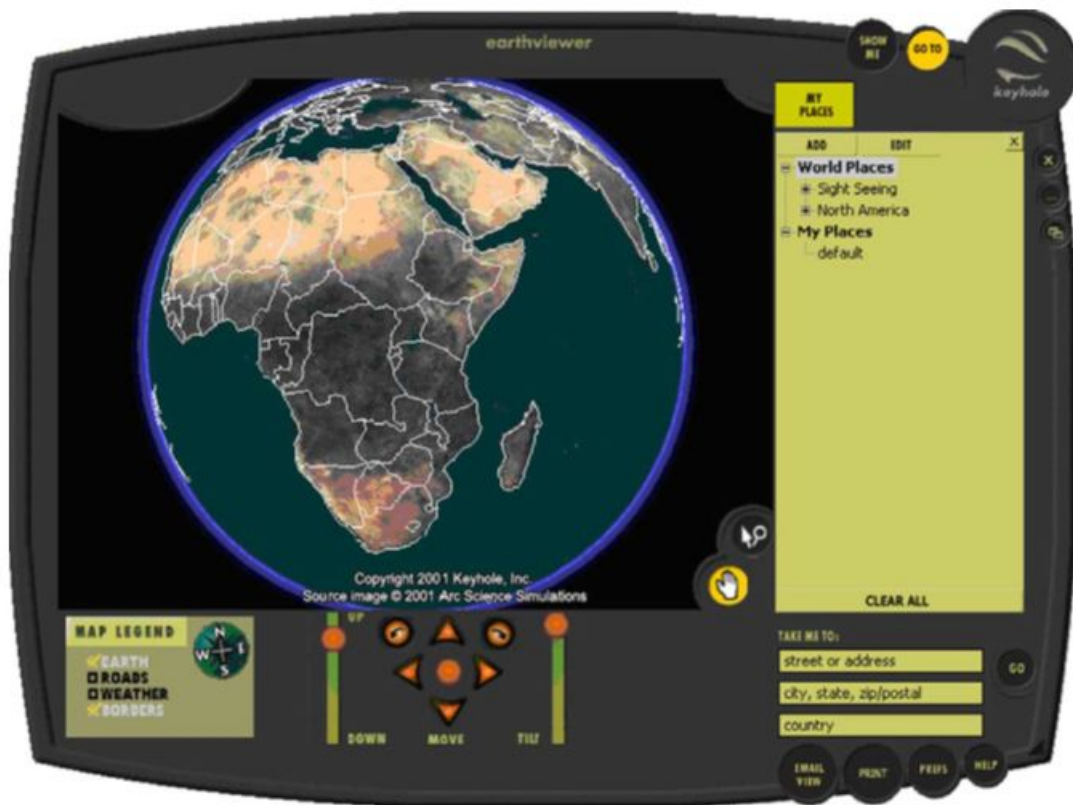 earthviewer
SHOW
ME
GO TO
keyhole
MY
PLACES
ADD EDIT
World Places
Sight Seeing
North America
My Places
default
Copyright 2001 Keyhole, Inc.
Source image © 2001 Arc Science Simulations
CLEAR ALL
MAP LEGEND
EARTH
ROADS
WEATHER
BORDERS
N
W E
S
UP
DOWN MOVE TILT
TAKE ME TO:
street or address
city, state, zip/postal
country
GO
EMAIL
VIEW
PRINT
PREFS
HELP